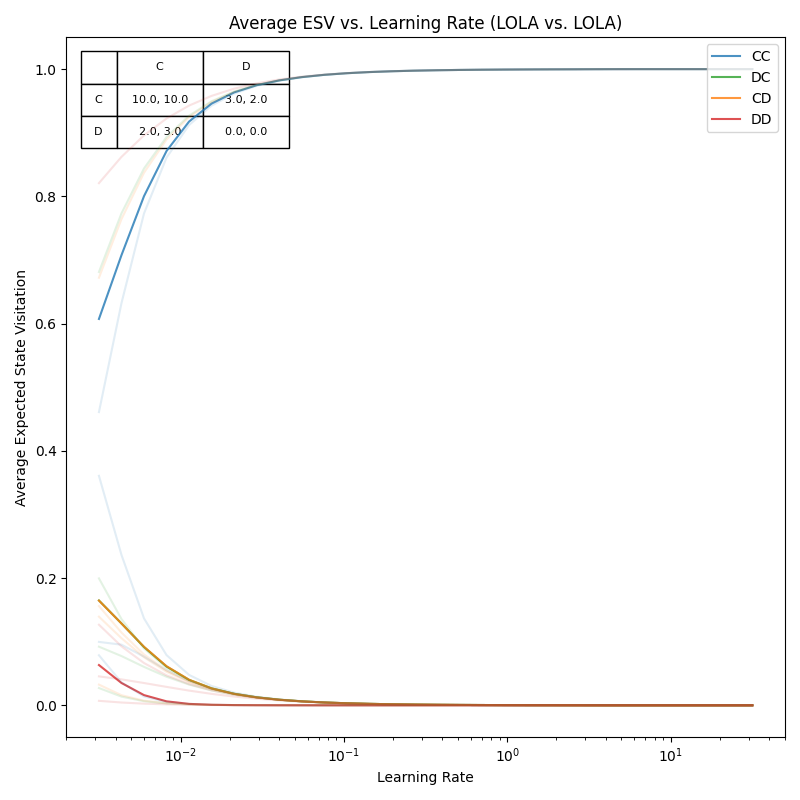 Average ESV vs. Learning Rate (LOLA vs. LOLA)
C D
C 10.0, 10.0 3.0, 2.0
D 2.0, 3.0 0.0, 0.0
CC
DC
CD
DD
Average Expected State Visitation
1.0
0.8
0.6
0.4
0.2
0.0
10⁻² 10⁻¹ 10⁰ 10¹
Learning Rate